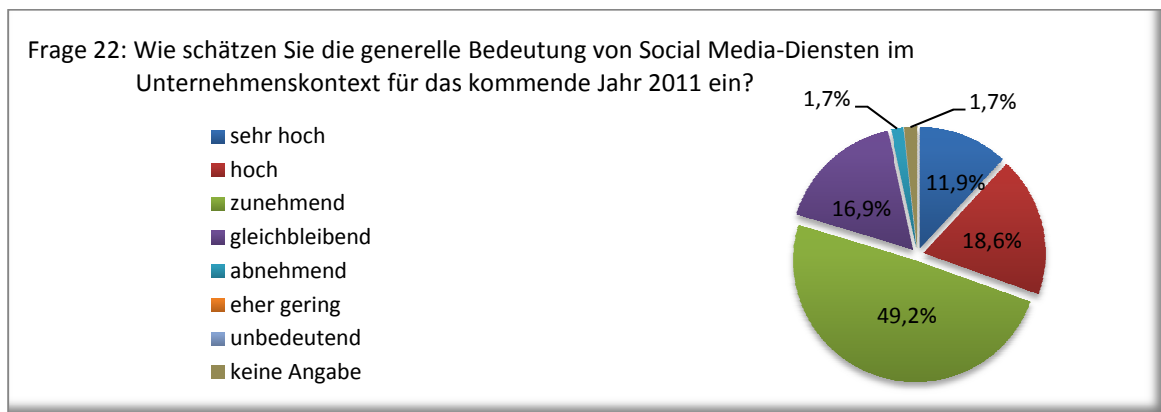 Frage 22: Wie schätzen Sie die generelle Bedeutung von Social Media-Diensten im
Unternehmenskontext für das kommende Jahr 2011 ein?
sehr hoch
hoch
zunehmend
gleichbleibend
abnehmend
eher gering
unbedeutend
keine Angabe
1,7%
1,7%
11,9%
16,9%
18,6%
49,2%